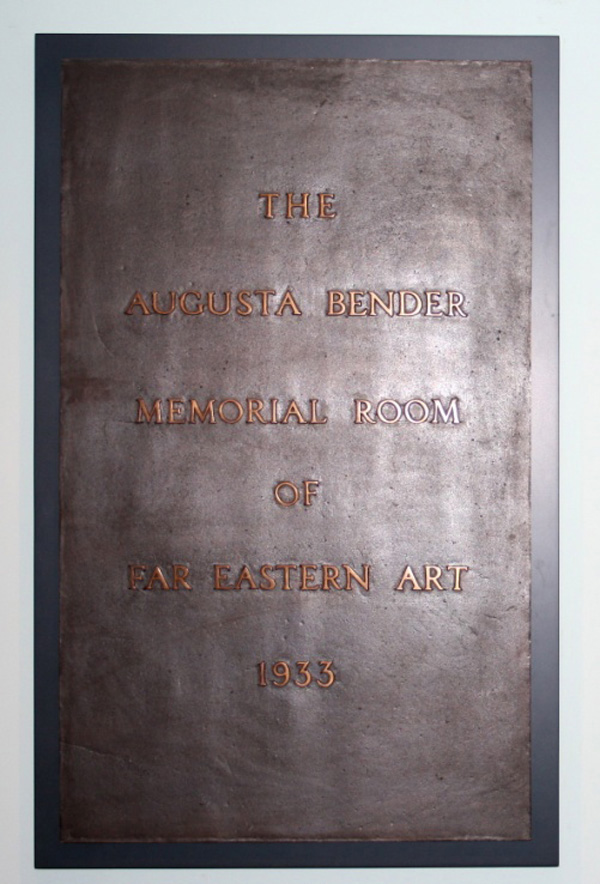 THE
AUGUSTA BENDER
MEMORIAL ROOM
OF
FAR EASTERN ART
1933